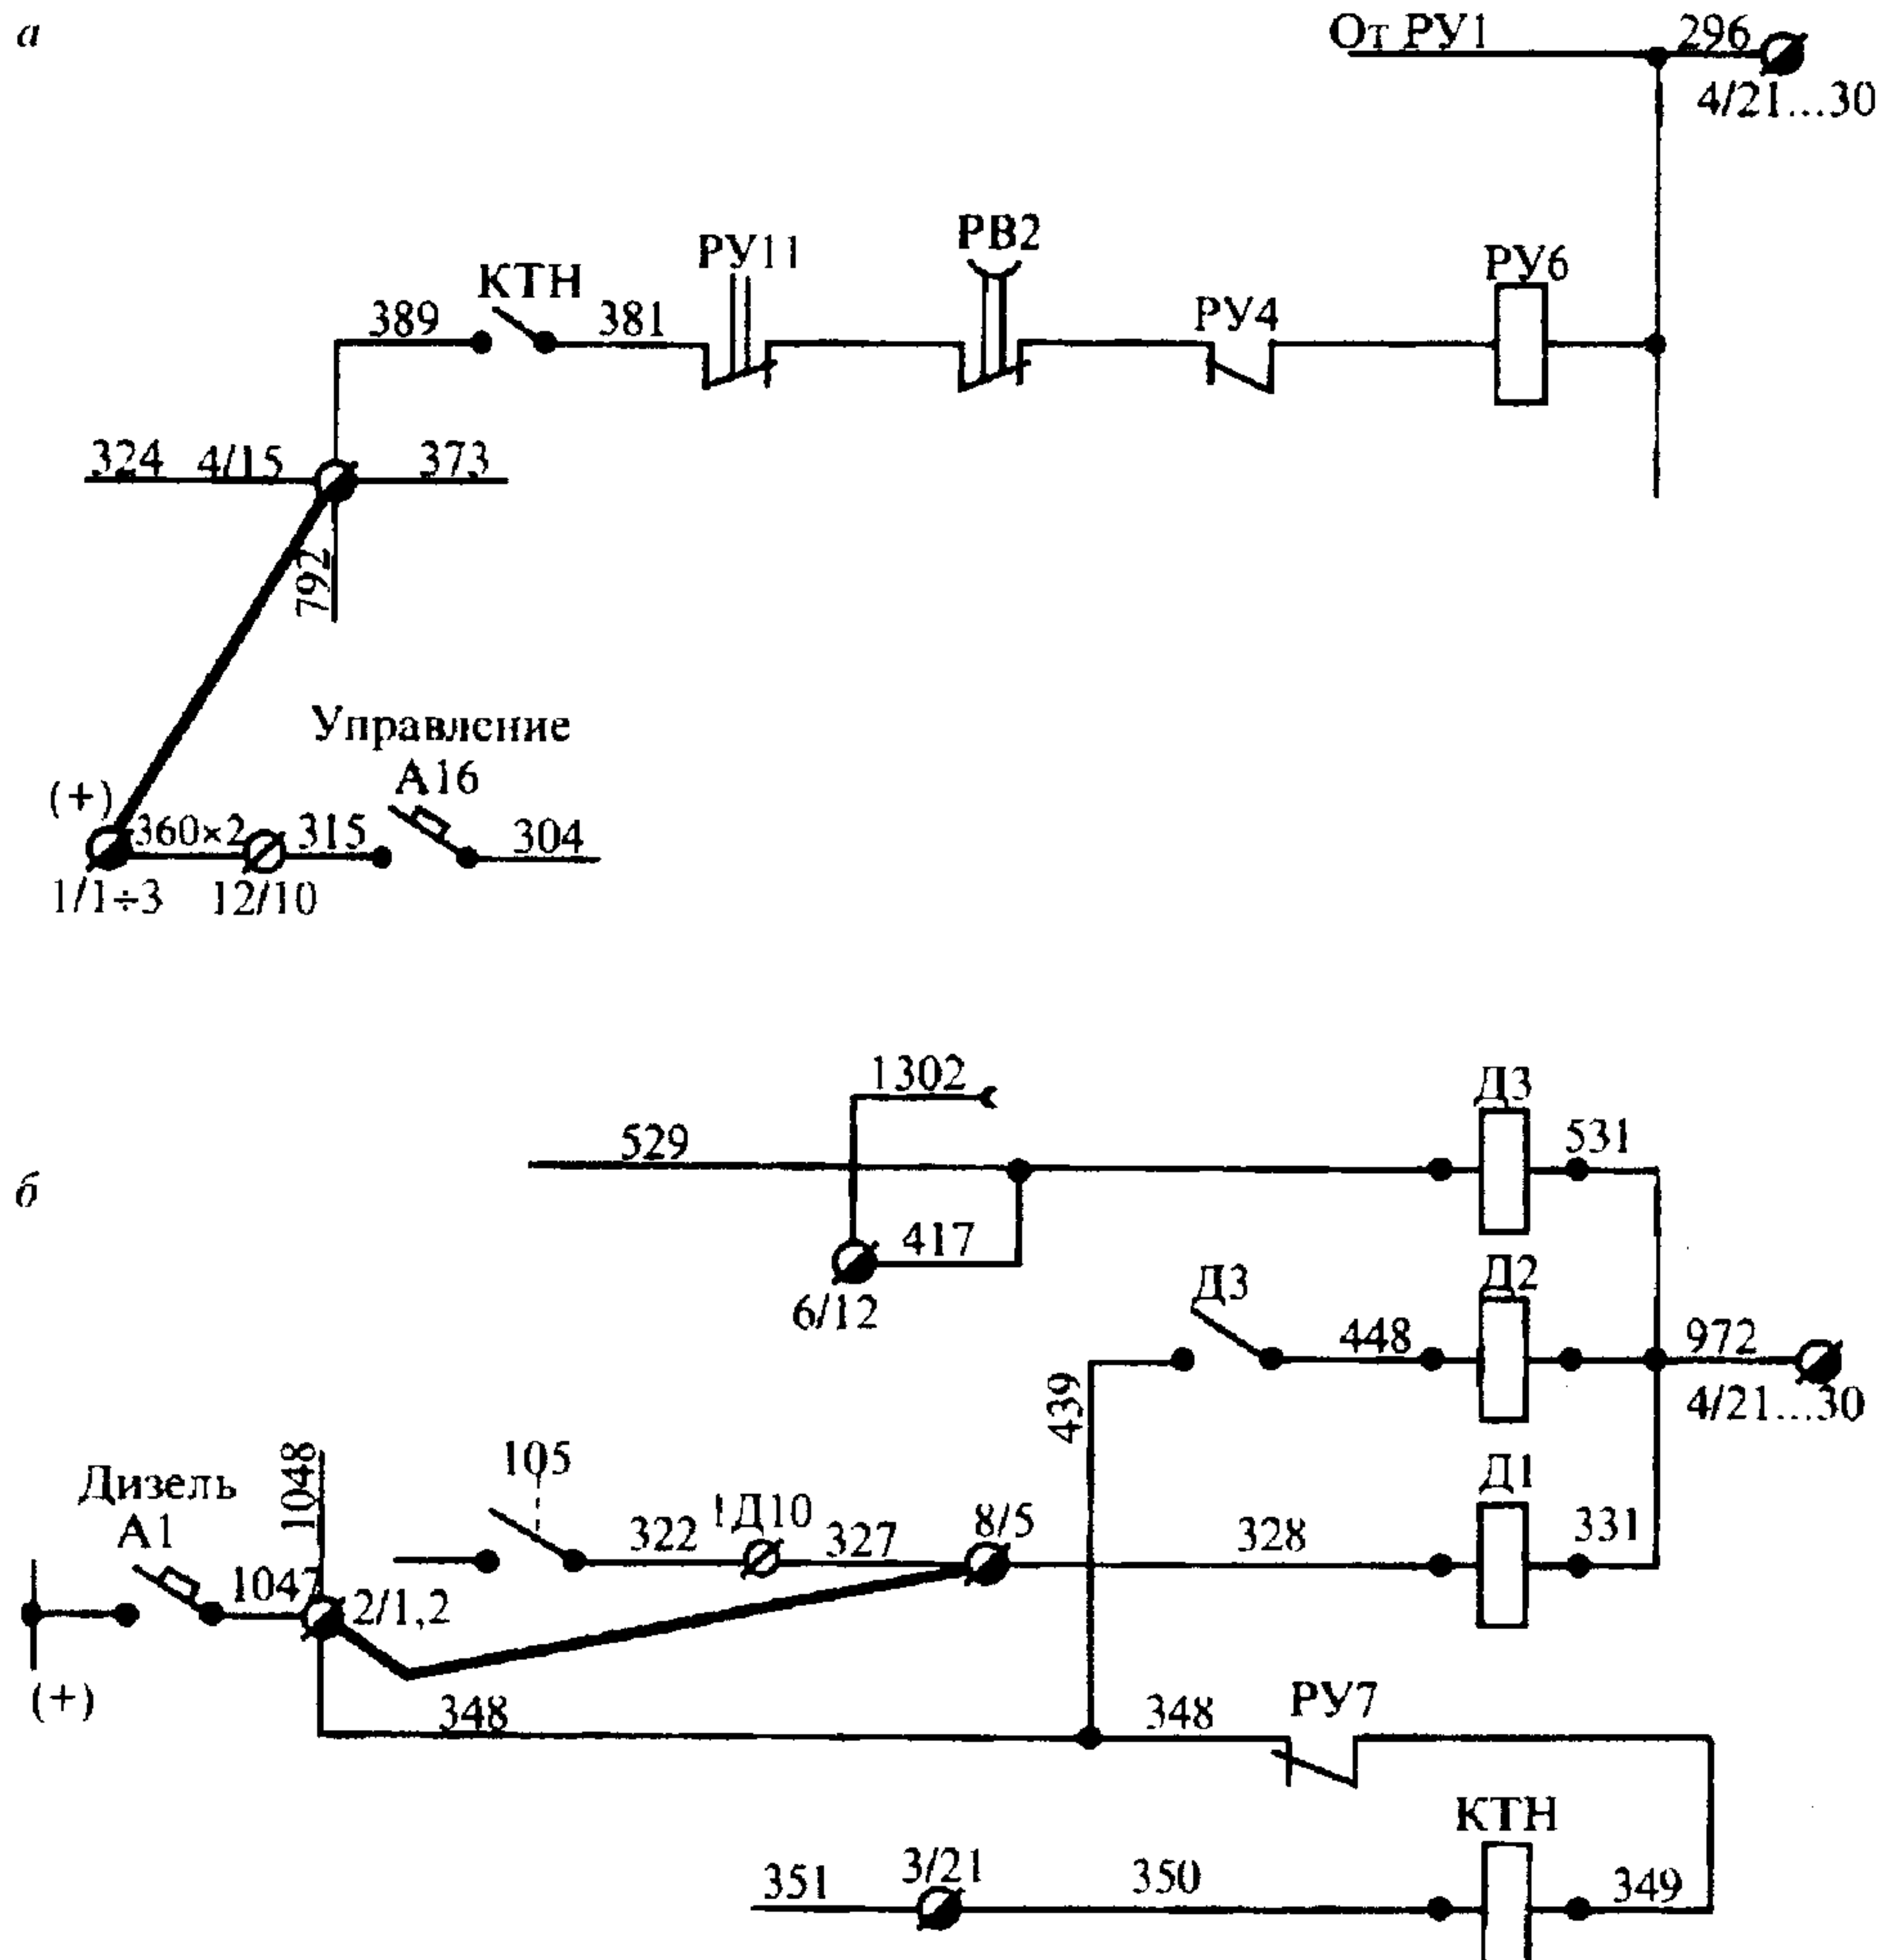 а
От РУ1
296
4/21...30
РВ2
РУ11
РУ6
КТН
РУ4
389
381
324
4/15
373
792
Управление
А16
(+)
360×2
315
304
1/1÷3
12/10
1302
Д3
529
531
б
417
Д2
Д3
6/12
448
972
439
4/21...30
105
Д1
1048
Дизель
1Д10
8/5
А1
322
327
328
331
1047
2/1,2
(+)
348
348
РУ7
КТН
351
3/21
350
349